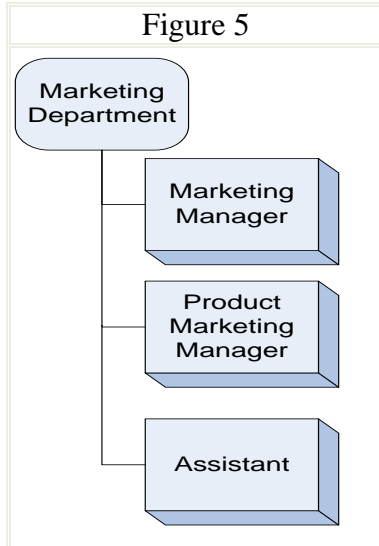 Figure 5
Marketing
Department
Marketing
Manager
Product
Marketing
Manager
Assistant